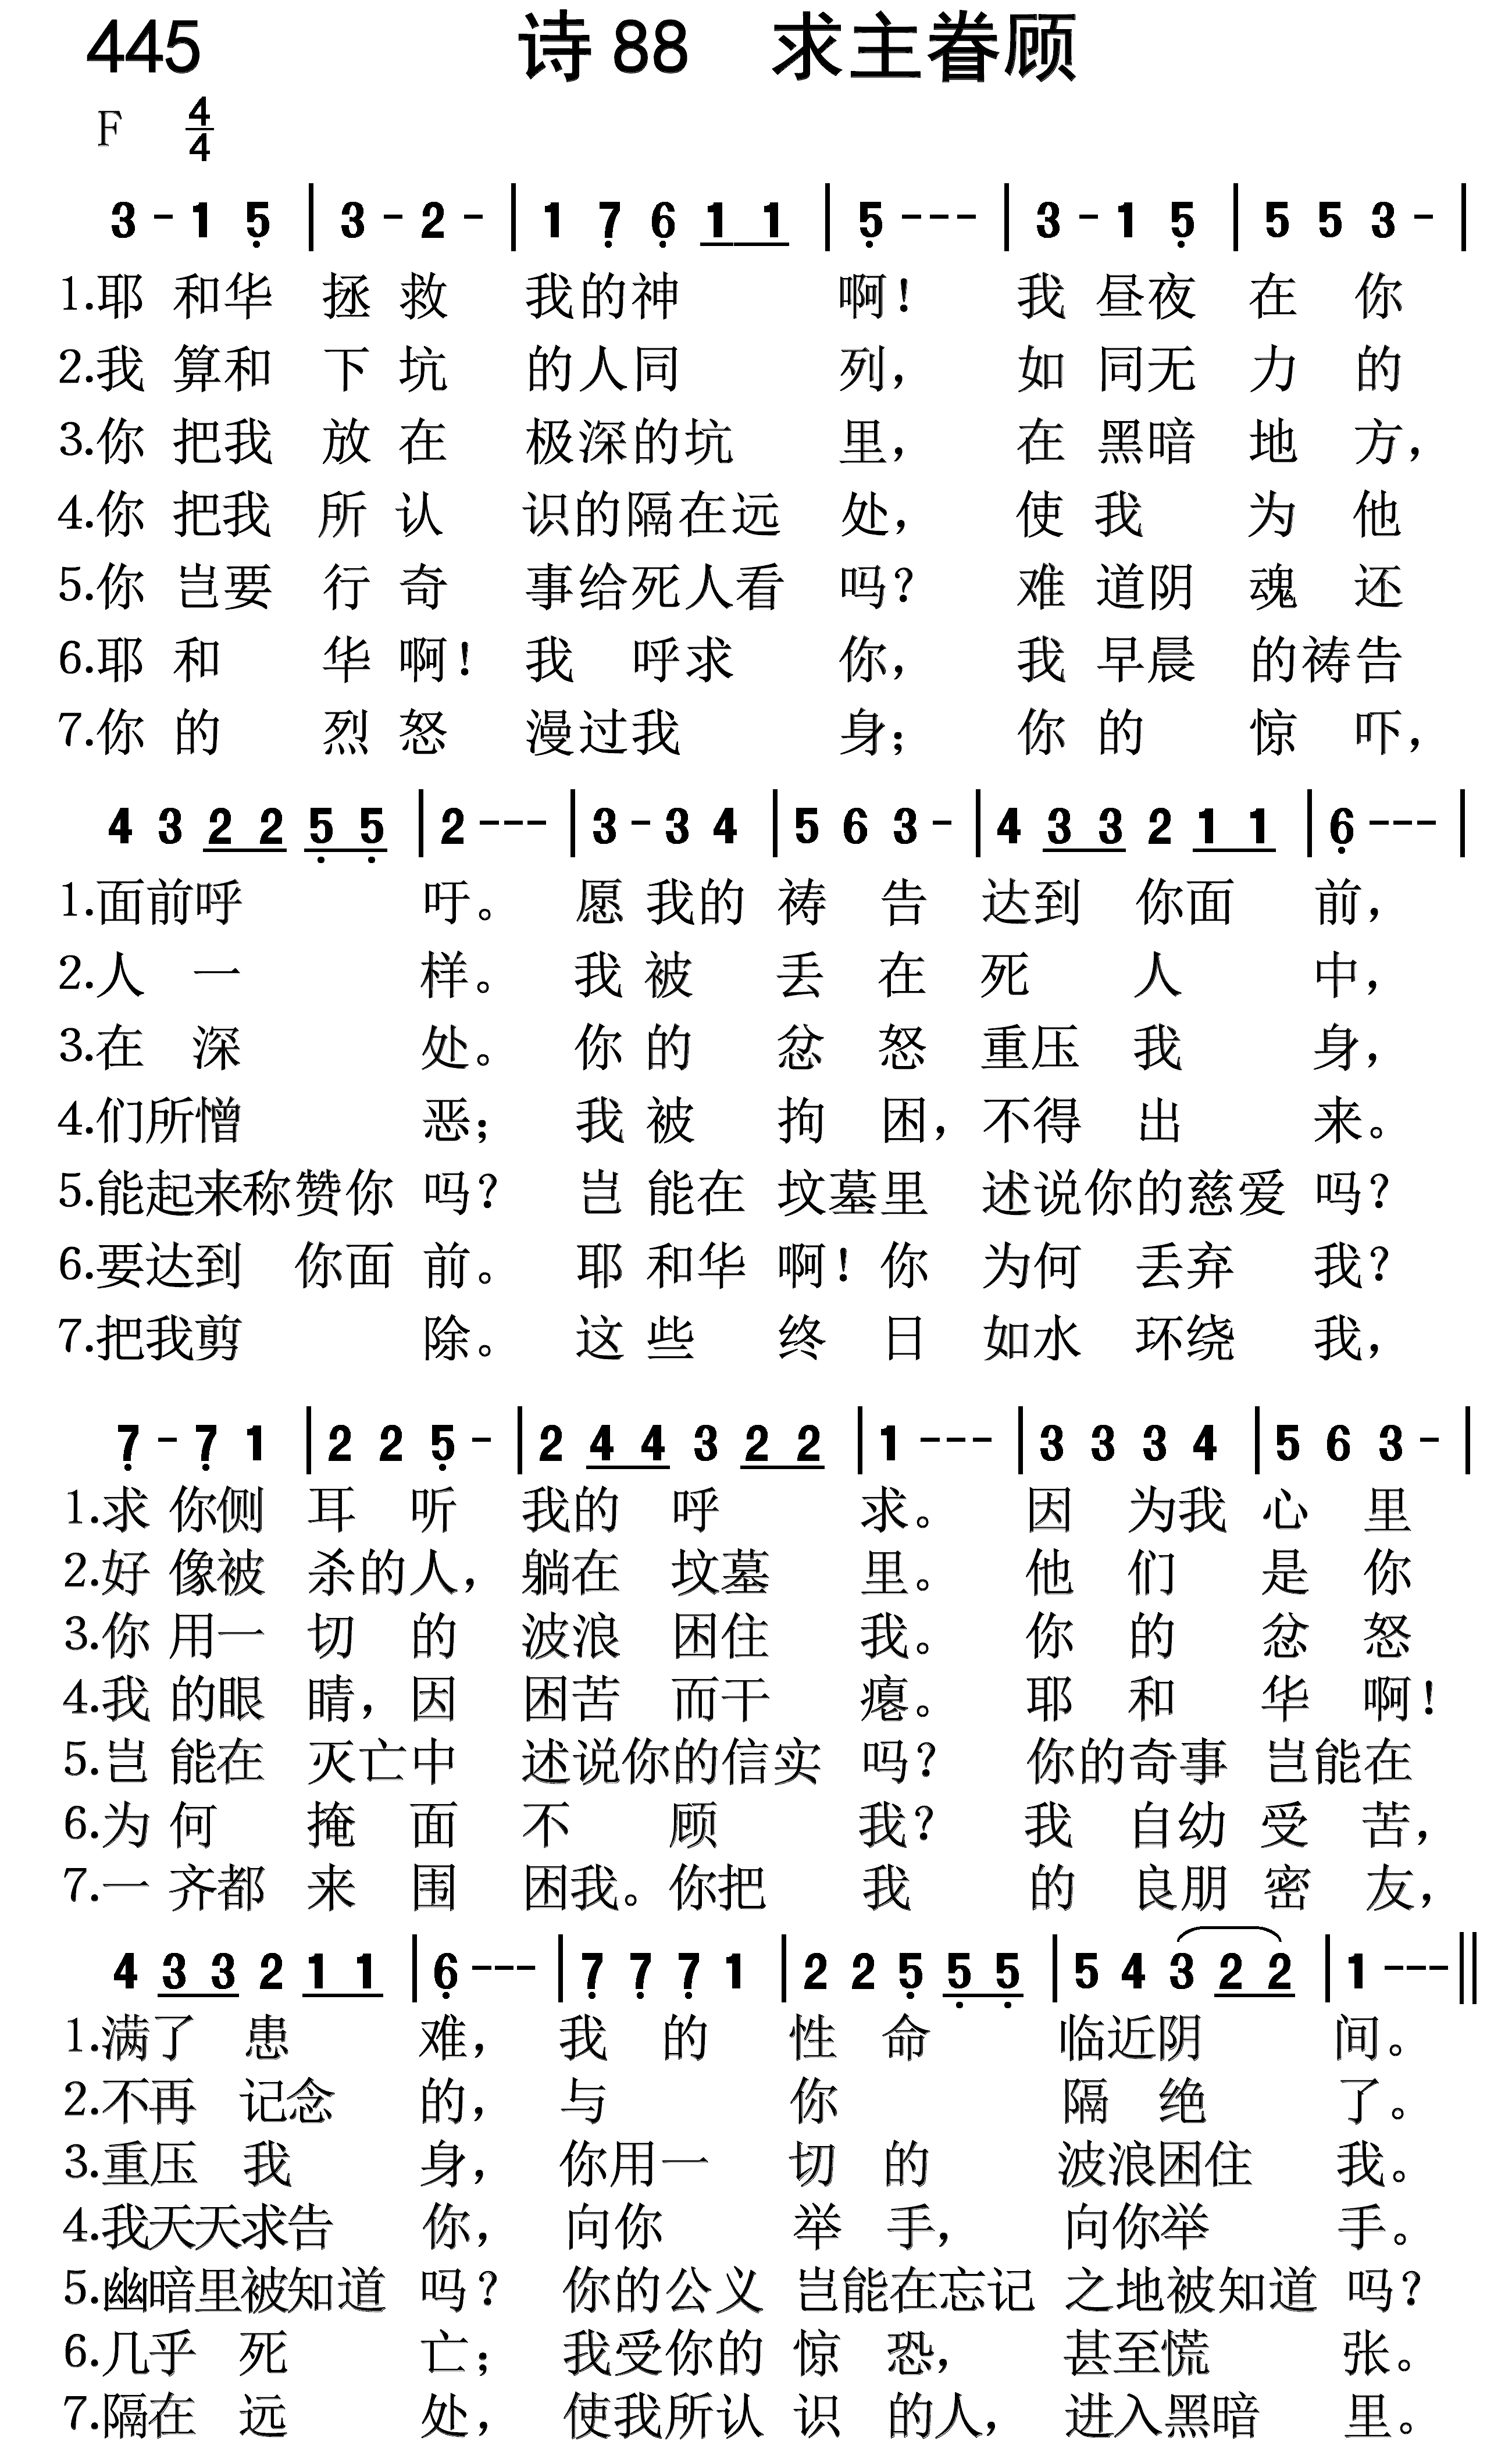 445 诗 88 求主眷顾
F 4/4
3 - 1 5̣ | 3 - 2 - | 1 7̣ 6̣ 1 1 | 5̣ - - - | 3 - 1 5̣ | 5 5 3 - |
1.耶 和华 拯 救 我的神 啊！ 我 昼夜 在 你
2.我 算和 下 坑 的人同 列， 如 同无 力 的
3.你 把我 放 在 极深的坑 里， 在 黑暗 地 方，
4.你 把我 所 认 识的隔在远 处， 使 我 为 他
5.你 岂要 行 奇 事给死人看 吗？ 难 道阴 魂 还
6.耶 和 华 啊！ 我 呼求 你， 我 早晨 的祷告
7.你 的 烈 怒 漫过我 身； 你 的 惊 吓，
4 3 2 2 5̣ 5̣ | 2 - - - | 3 - 3 4 | 5 6 3 - | 4 3 3 2 1 1 | 6̣ - - - |
1.面前呼 吁。 愿 我的 祷 告 达到 你面 前，
2.人 一 样。 我 被 丢 在 死 人 中，
3.在 深 处。 你 的 忿 怒 重压 我 身，
4.们所憎 恶； 我 被 拘 困， 不得 出 来。
5.能起来称赞你 吗？ 岂 能在 坟墓里 述说你的慈爱 吗？
6.要达到 你面 前。 耶 和华 啊！你 为何 丢弃 我？
7.把我剪 除。 这 些 终 日 如水 环绕 我，
7̣ - 7̣ 1 | 2 2 5̣ - | 2 4 4 3 2 2 | 1 - - - | 3 3 3 4 | 5 6 3 - |
1.求 你侧 耳 听 我的 呼 求。 因 为我 心 里
2.好 像被 杀的人， 躺在 坟墓 里。 他 们 是 你
3.你 用一 切 的 波浪 困住 我。 你 的 忿 怒
4.我 的眼 睛，因 困苦 而干 瘪。 耶 和 华 啊！
5.岂 能在 灭亡中 述说你的信实 吗？ 你的奇事 岂能在
6.为 何 掩 面 不 顾 我？ 我 自幼 受 苦，
7.一 齐都 来 围 困我。你把 我 的 良朋 密 友，
4 3 3 2 1 1 | 6̣ - - - | 7̣ 7̣ 7̣ 1 | 2 2 5̣ 5̣ 5̣ | 5 4 3 2 2 | 1 - - - ‖
1.满了 患 难， 我 的 性 命 临近阴 间。
2.不再 记念 的， 与 你 隔 绝 了。
3.重压 我 身， 你用一 切 的 波浪困住 我。
4.我天天求告 你， 向你 举 手， 向你举 手。
5.幽暗里被知道 吗？ 你的公义 岂能在忘记 之地被知道 吗？
6.几乎 死 亡； 我受你的 惊 恐， 甚至慌 张。
7.隔在 远 处， 使我所认 识 的人， 进入黑暗 里。